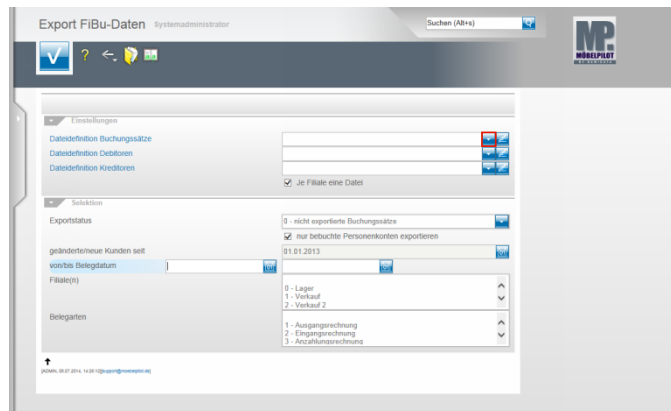 Export FiBu-Daten Systemadministrator
Suchen (Alt+s)
MP
MÖBELPILOT
Einstellungen
Dateidefinition Buchungssätze
Dateidefinition Debitoren
Dateidefinition Kreditoren
Je Filiale eine Datei
Selektion
Exportstatus
0 - nicht exportierte Buchungssätze
nur bebuchte Personenkonten exportieren
geänderte/neue Kunden seit
01.01.2013
von/bis Belegdatum
Filiale(n)
0 - Lager
1 - Verkauf
2 - Verkauf 2
Belegarten
1 - Ausgangsrechnung
2 - Eingangsrechnung
3 - Anzahlungsrechnung